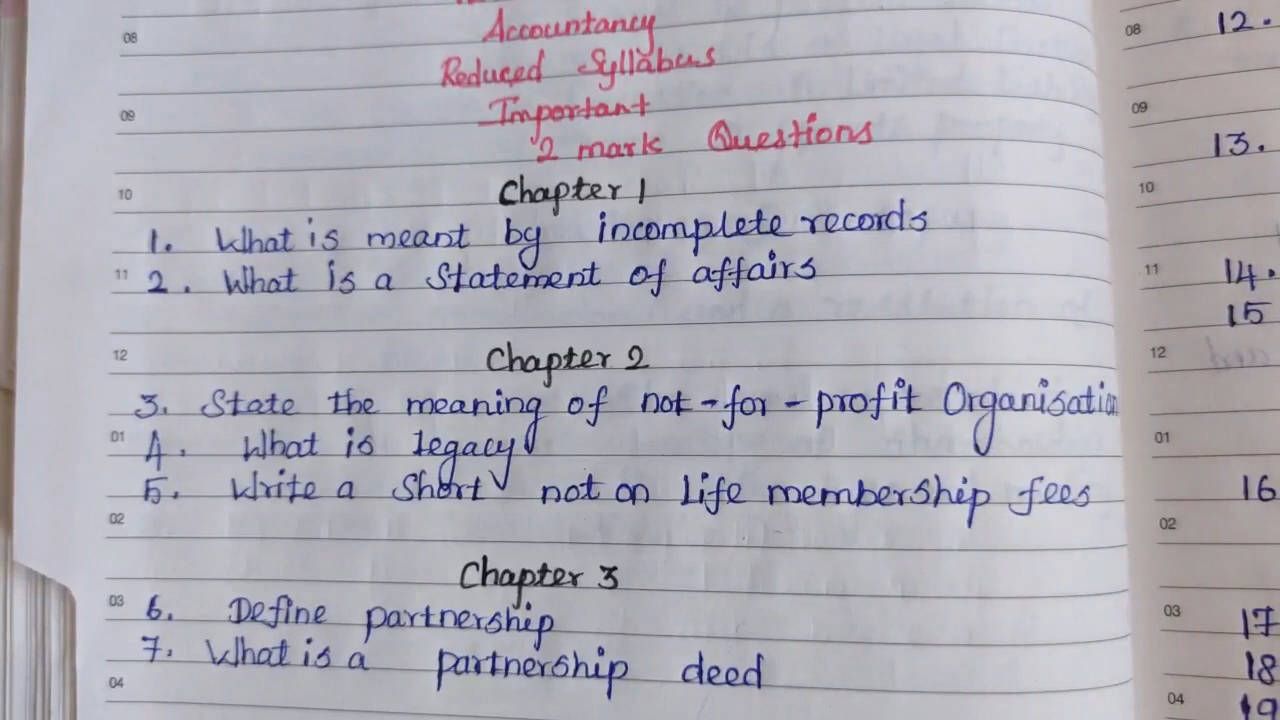 Accountancy
Reduced Syllabus
Important
2 mark Questions
Chapter 1
1. What is meant by incomplete records
2. What is a Statement of affairs
Chapter 2
3. State the meaning of not-for-profit Organisation
4. What is legacy
5. Write a Short not on Life membership fees
Chapter 3
6. Define partnership
7. What is a partnership deed
08
09
10
11
12
01
02
03
04
08
12.
09
13.
10
11
14.
15
12
01
16
02
03
17
18
04
19